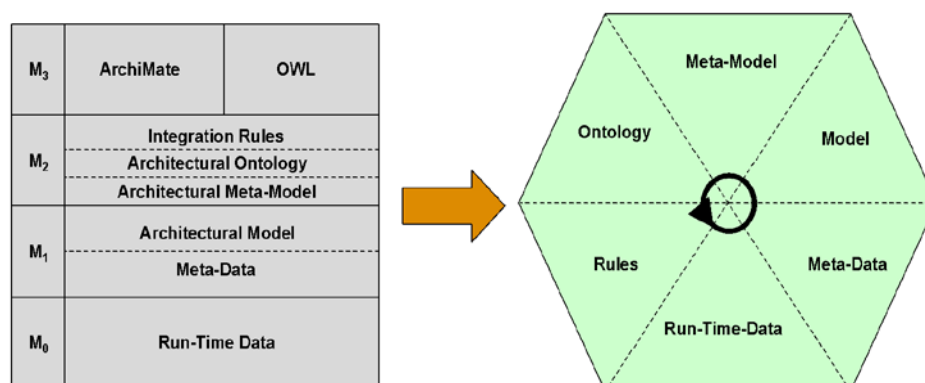 M3
ArchiMate
OWL
M2
Integration Rules
Architectural Ontology
Architectural Meta-Model
M1
Architectural Model
Meta-Data
M0
Run-Time Data
Meta-Model
Ontology
Model
Rules
Meta-Data
Run-Time-Data